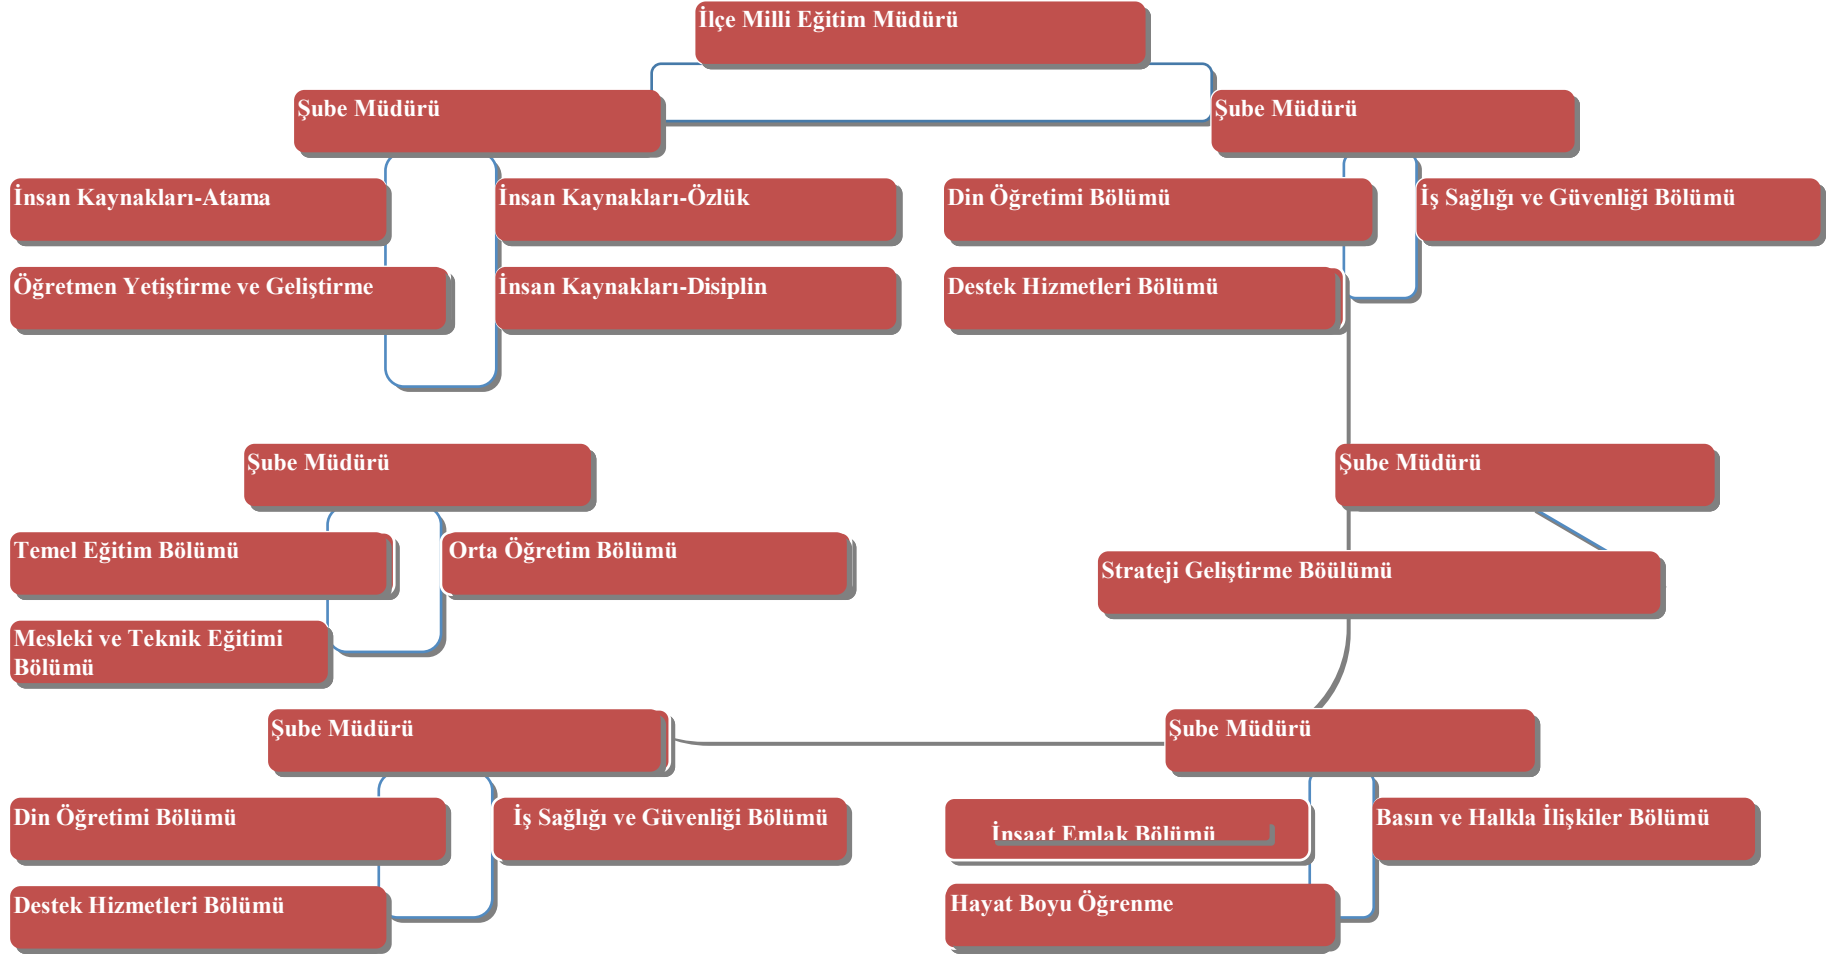 İlçe Milli Eğitim Müdürü
Şube Müdürü
Şube Müdürü
İnsan Kaynakları-Atama
İnsan Kaynakları-Özlük
Din Öğretimi Bölümü
İş Sağlığı ve Güvenliği Bölümü
Öğretmen Yetiştirme ve Geliştirme
İnsan Kaynakları-Disiplin
Destek Hizmetleri Bölümü
Şube Müdürü
Şube Müdürü
Temel Eğitim Bölümü
Orta Öğretim Bölümü
Strateji Geliştirme Böülümü
Mesleki ve Teknik Eğitimi
Bölümü
Şube Müdürü
Şube Müdürü
Din Öğretimi Bölümü
İş Sağlığı ve Güvenliği Bölümü
İnşaat Emlak Bölümü
Basın ve Halkla İlişkiler Bölümü
Destek Hizmetleri Bölümü
Hayat Boyu Öğrenme